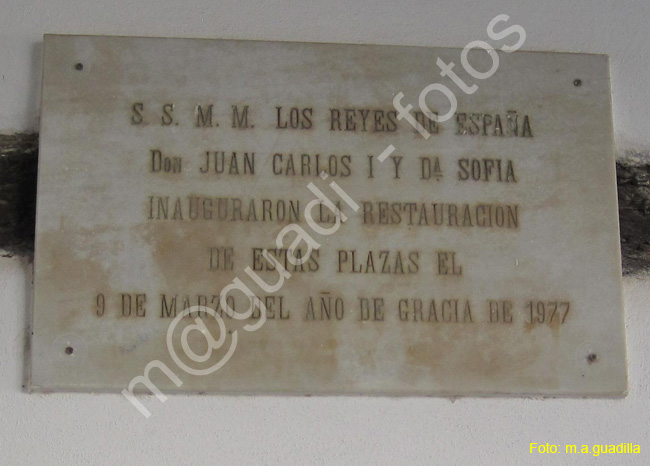 S. S. M. M. LOS REYES DE ESPAÑA
Don JUAN CARLOS I Y Dª SOFIA
INAUGURARON LA RESTAURACION
DE ESTAS PLAZAS EL
9 DE MARZO DEL AÑO DE GRACIA DE 1977
m@guadi - fotos
Foto: m.a.guadilla